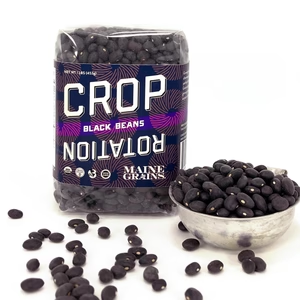 NET WT. 1 LBS (453g)
CROP
BLACK BEANS
ROTATION
MAINE
GRAINS